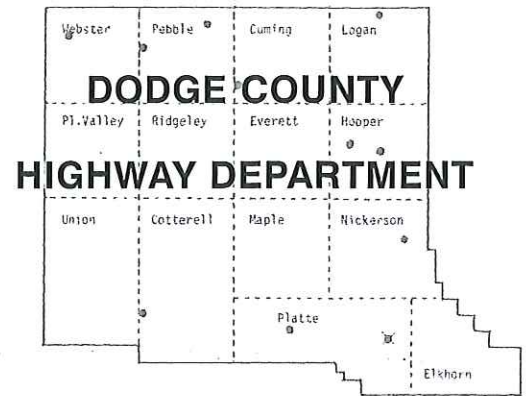 Webster Pebble Cuming Logan
DODGE COUNTY
Pl.Valley Ridgeley Everett Hooper
HIGHWAY DEPARTMENT
Union Cotterell Maple Nickerson
Platte
Elkhorn